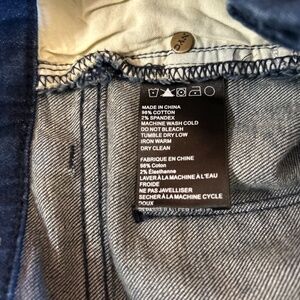 MADE IN CHINA
98% COTTON
2% SPANDEX
MACHINE WASH COLD
DO NOT BLEACH
TUMBLE DRY LOW
IRON WARM
DRY CLEAN
FABRIQUE EN CHINE
98% Coton
2% Élasthanne
LAVER À LA MACHINE À L'EAU
FROIDE
NE PAS JAVELLISER
SECHER À LA MACHINE CYCLE
DOUX